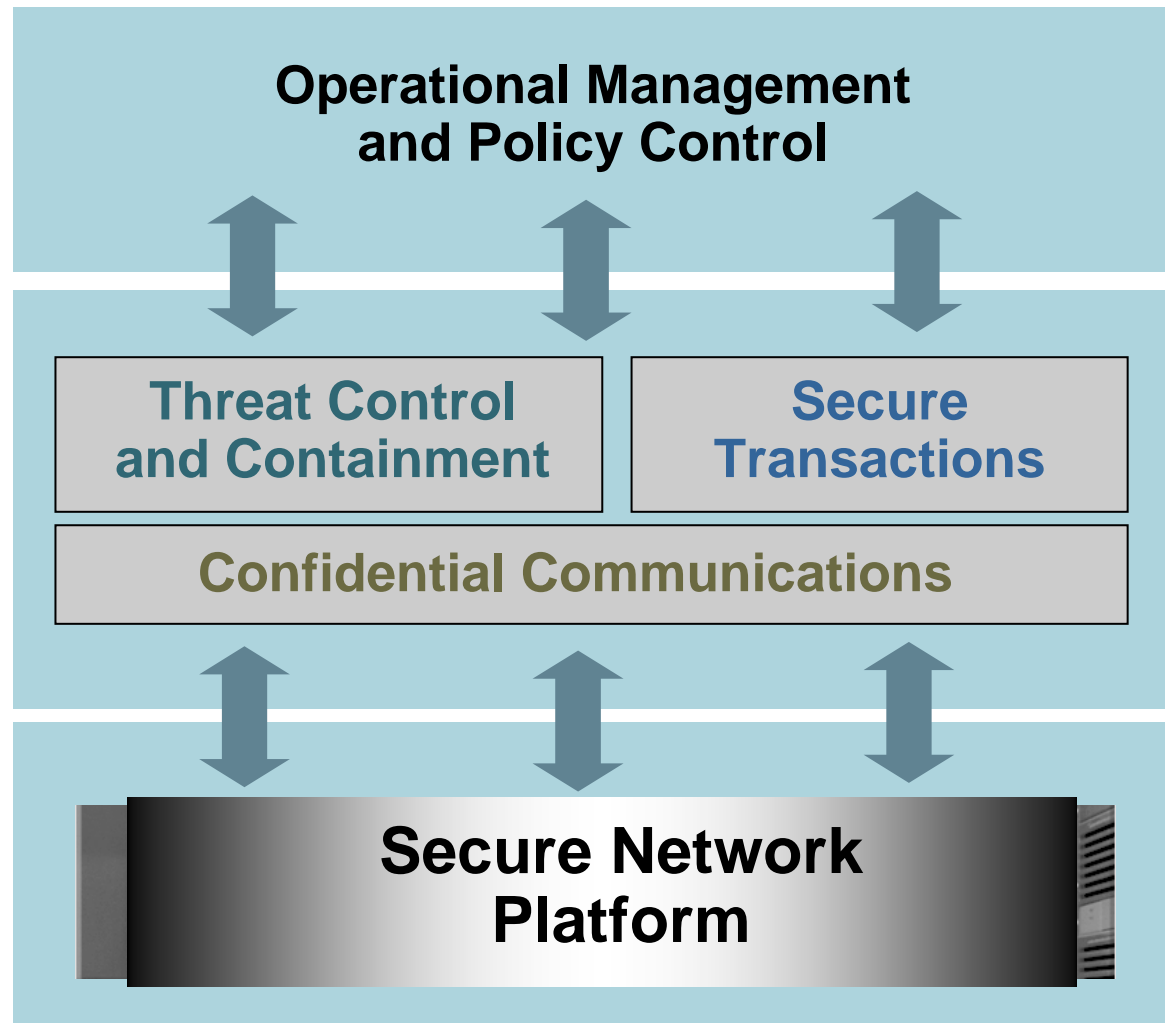 Operational Management
and Policy Control
Threat Control
and Containment
Secure
Transactions
Confidential Communications
Secure Network
Platform